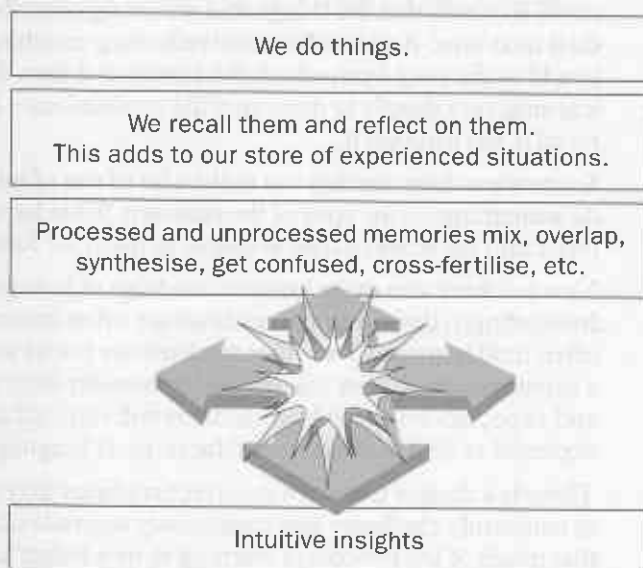 We do things.
We recall them and reflect on them.
This adds to our store of experienced situations.
Processed and unprocessed memories mix, overlap,
synthesise, get confused, cross-fertilise, etc.
Intuitive insights